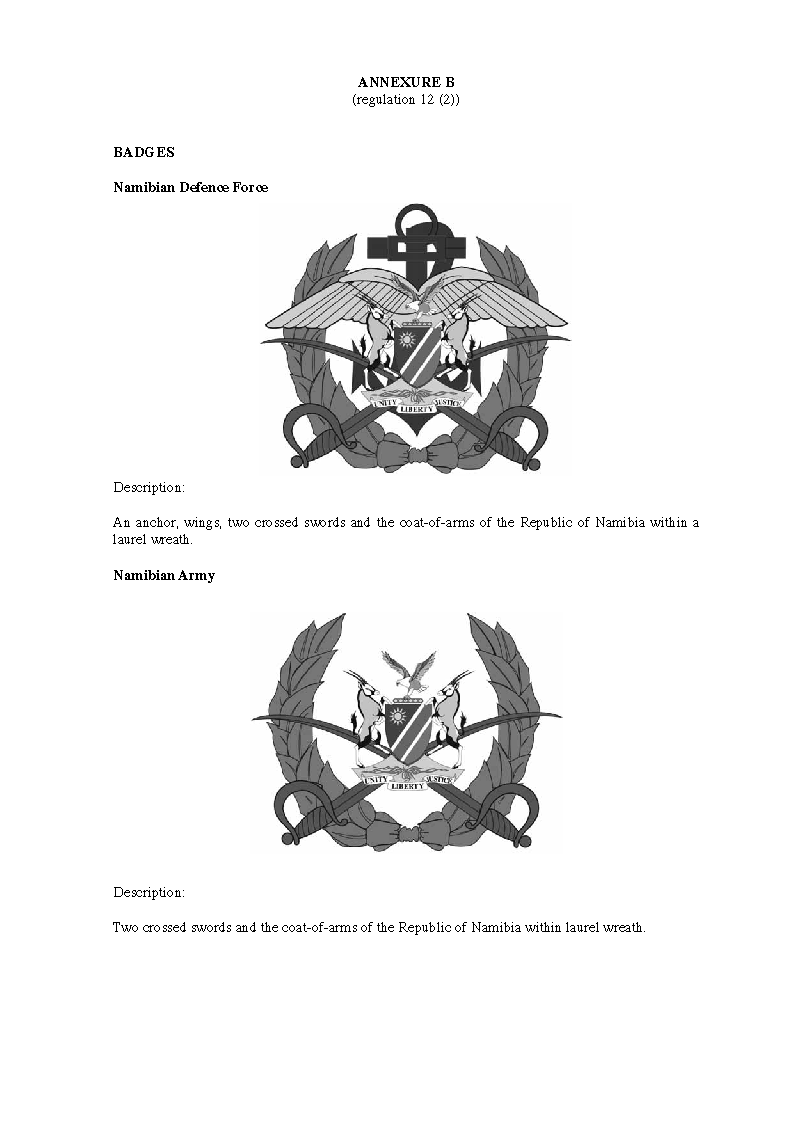 ANNEXURE B
(regulation 12 (2))
BADGES
Namibian Defence Force
UNITY LIBERTY JUSTICE
Description:
An anchor, wings, two crossed swords and the coat-of-arms of the Republic of Namibia within a
laurel wreath.
Namibian Army
UNITY LIBERTY JUSTICE
Description:
Two crossed swords and the coat-of-arms of the Republic of Namibia within laurel wreath.